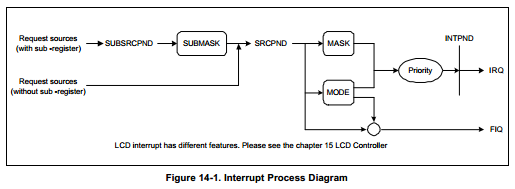 INTPND
Request sources
(with sub -register)
SUBSRCPND
SUBMASK
SRCPND
MASK
Priority
IRQ
Request sources
(without sub -register)
MODE
FIQ
LCD interrupt has different features. Please see the chapter 15 LCD Controller
Figure 14-1. Interrupt Process Diagram